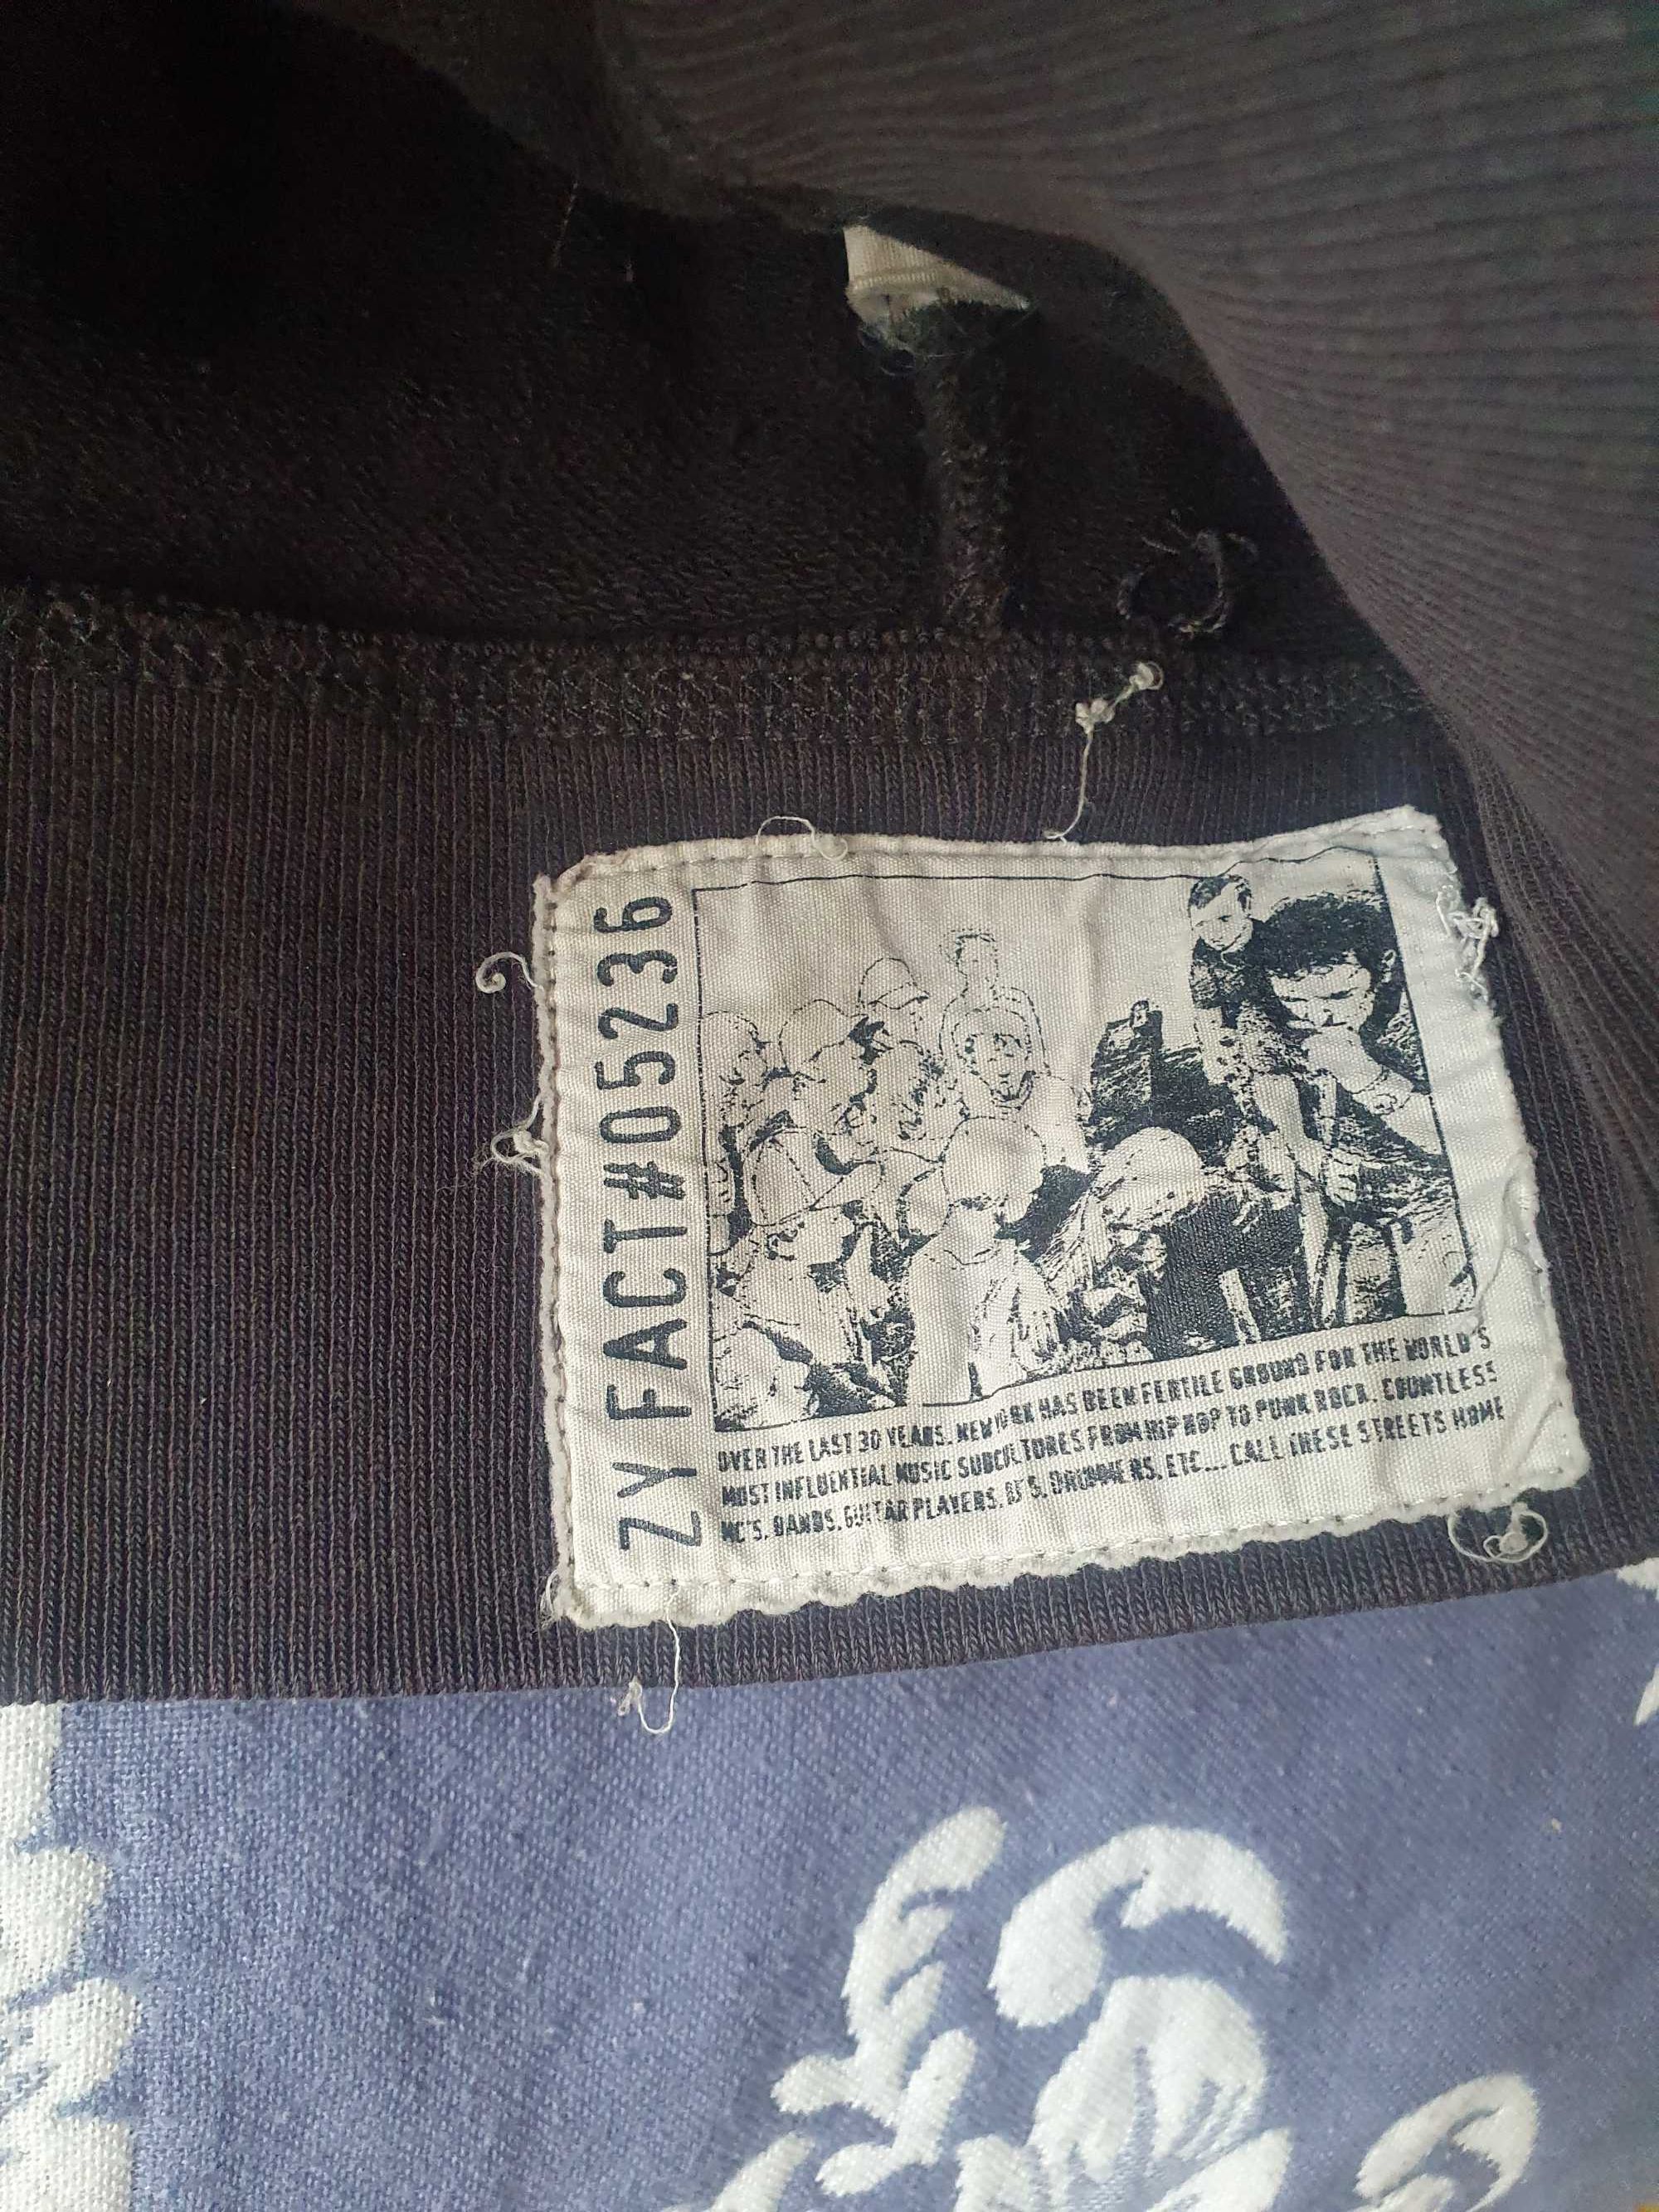 ZY FACT#05236
OVER THE LAST 30 YEARS, NEW YORK HAS BEEN FERTILE GROUND FOR THE WORLD'S
MOST INFLUENTIAL MUSIC SUBCULTURES FROM HIP HOP TO PUNK ROCK. COUNTLESS
MC'S, BANDS, GUITAR PLAYERS, DJ'S, DRUMMERS, ETC... CALL THESE STREETS HOME